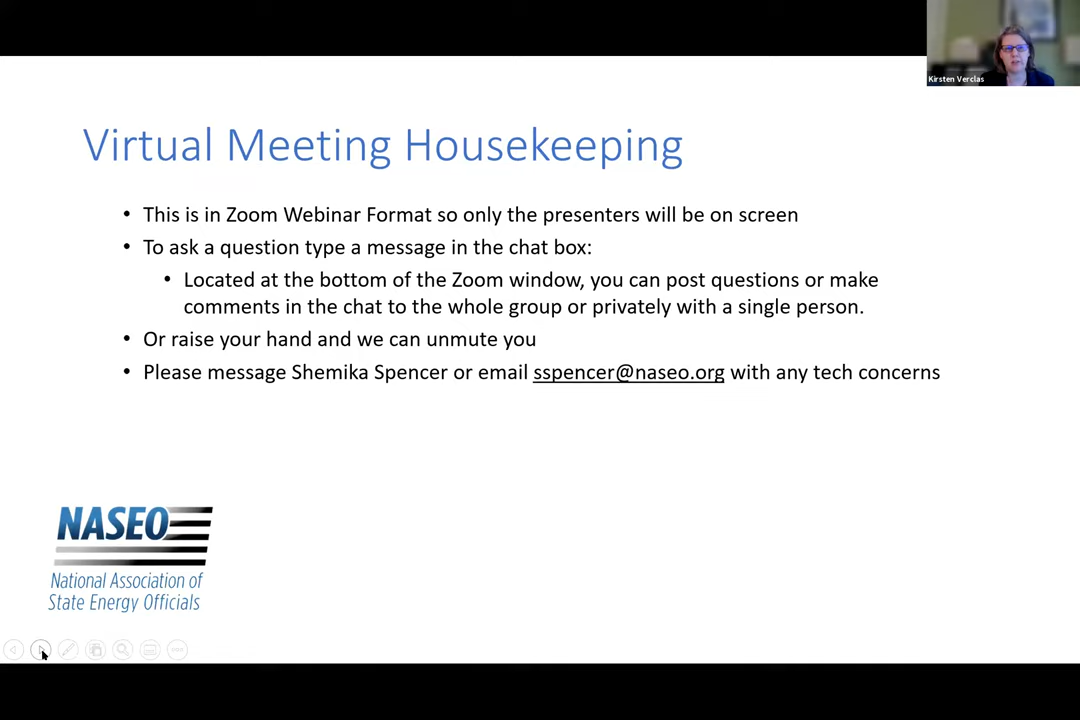 Kirsten Verclas
Virtual Meeting Housekeeping
• This is in Zoom Webinar Format so only the presenters will be on screen
• To ask a question type a message in the chat box:
• Located at the bottom of the Zoom window, you can post questions or make
comments in the chat to the whole group or privately with a single person.
• Or raise your hand and we can unmute you
• Please message Shemika Spencer or email sspencer@naseo.org with any tech concerns
NASEO
National Association of
State Energy Officials